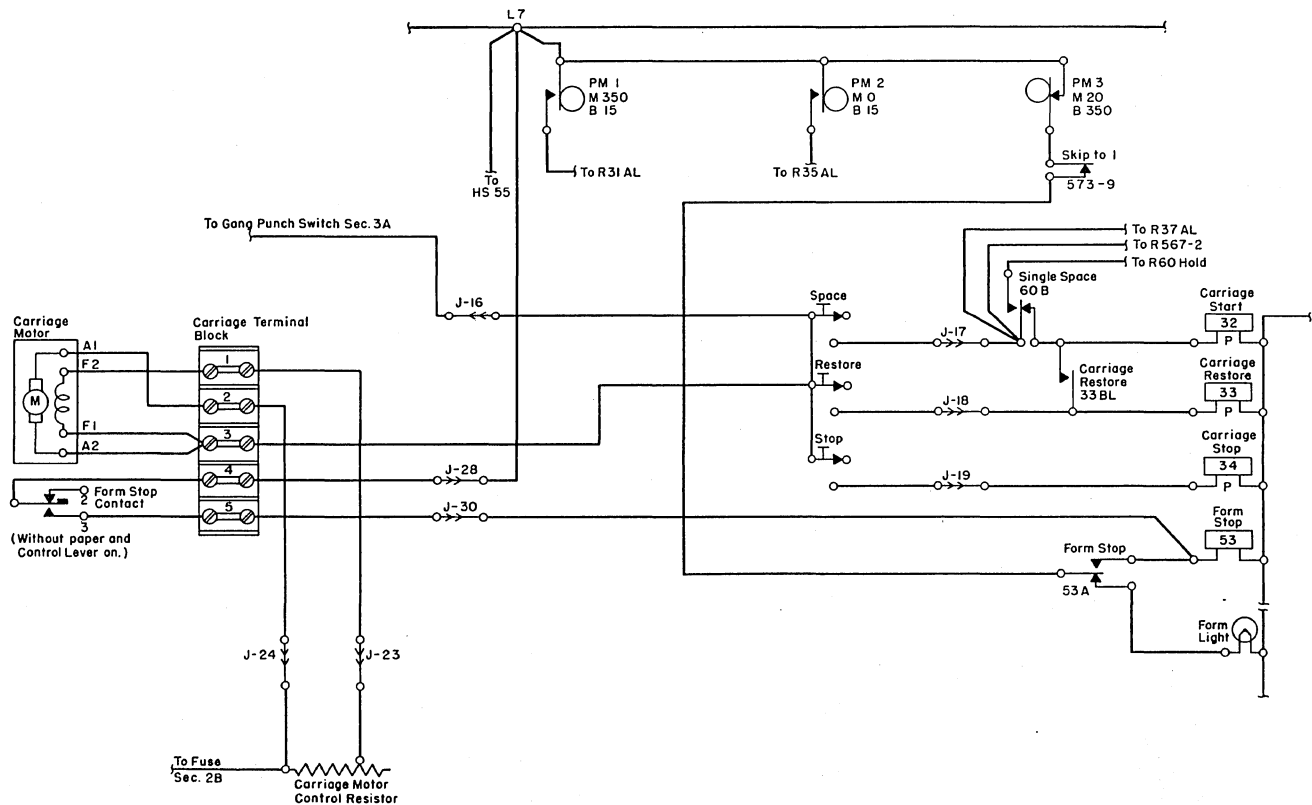 L7
PM 1
M 350
B 15
PM 2
M 0
B 15
PM 3
M 20
B 350
To
HS 55
To R31 AL
To R35 AL
Skip to 1
573-9
To Gang Punch Switch Sec. 3A
To R37 AL
To R567-2
To R60 Hold
Single Space
60 B
J-16
Space
Carriage
Start
32
P
J-17
Carriage
Motor
A1
F2
M
F1
A2
Carriage Terminal
Block
1
2
3
4
5
Restore
Carriage
Restore
33 BL
Carriage
Restore
33
P
J-18
Stop
Carriage
Stop
34
P
J-19
J-28
J-30
2
Form Stop
Contact
3
(Without paper and
Control Lever on.)
Form
Stop
53
Form Stop
53A
Form
Light
J-24
J-23
To Fuse
Sec. 2B
Carriage Motor
Control Resistor